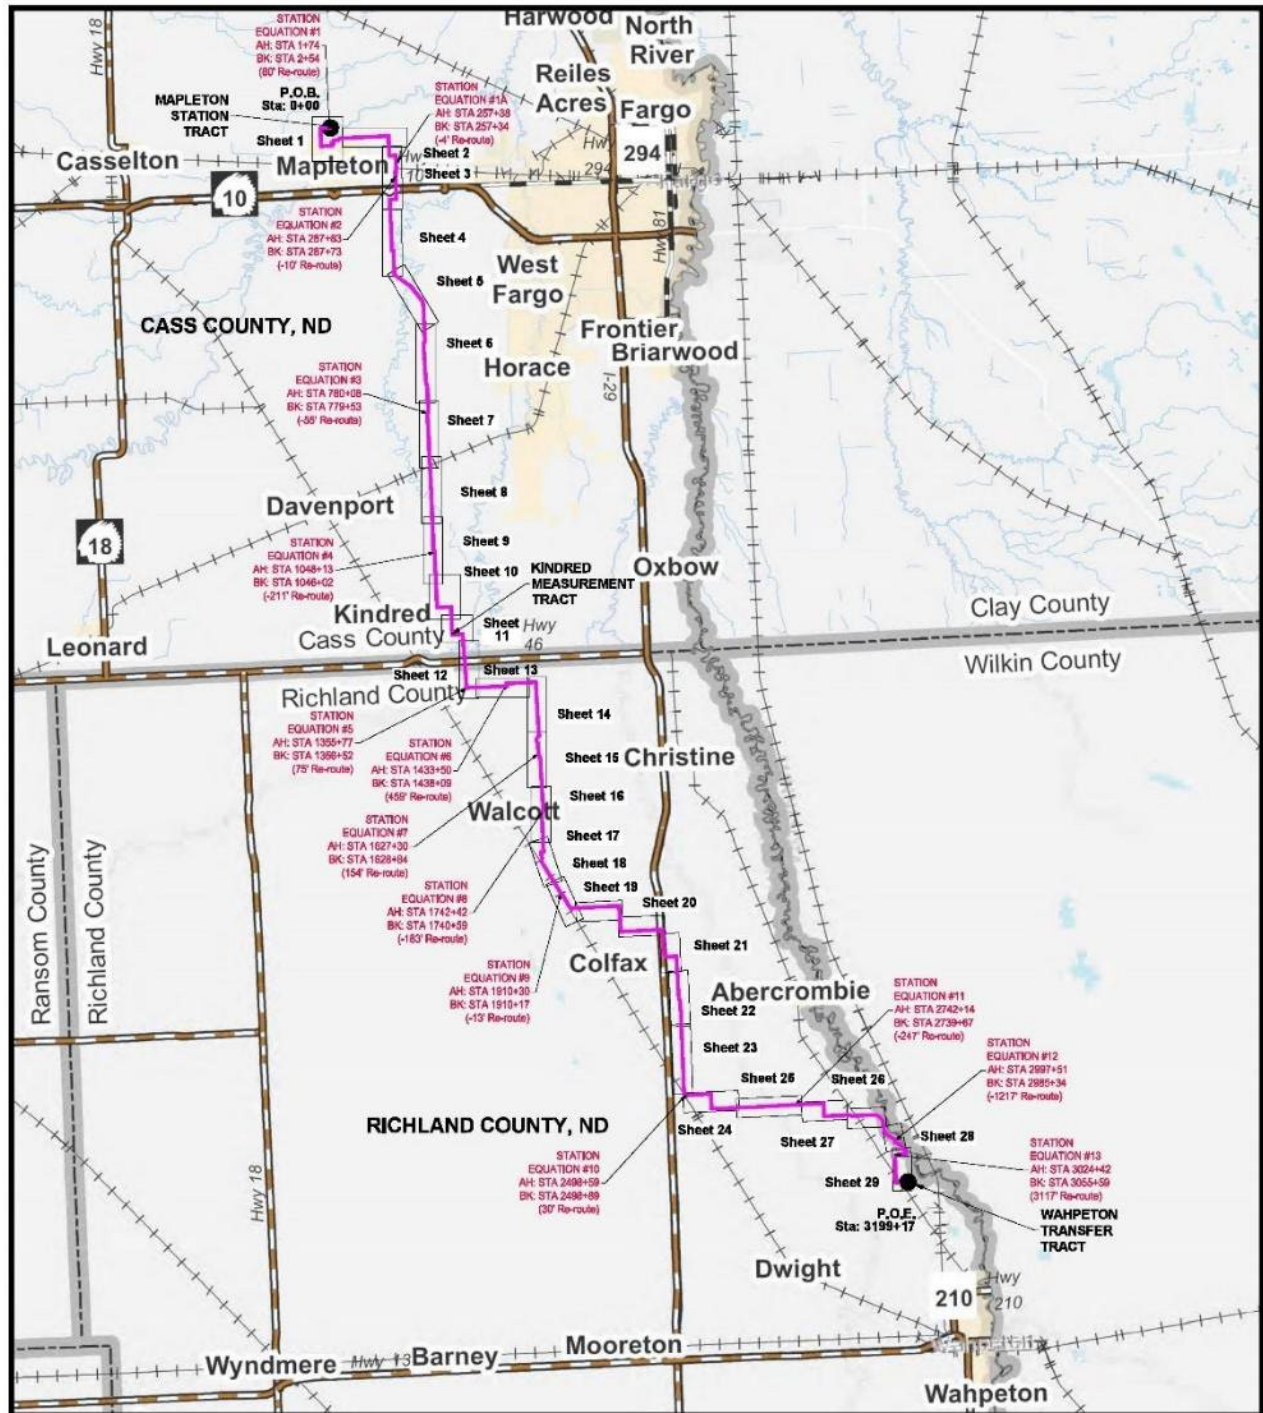 Harwood
North
River
Reiles
Acres
Fargo
Hwy 18
STATION
EQUATION #1
AH: STA 1+74
BK: STA 2+54
(80' Re-route)
P.O.B.
Sta: 0+00
MAPLETON
STATION
TRACT
Sheet 1
STATION
EQUATION #1A
AH: STA 257+38
BK: STA 257+34
(-4' Re-route)
Casselton
Mapleton
Sheet 2
Sheet 3
Hwy
10
Hwy
294
294
10
Hwy 81
STATION
EQUATION #2
AH: STA 287+83
BK: STA 287+73
(-10' Re-route)
Sheet 4
Sheet 5
West
Fargo
CASS COUNTY, ND
Frontier
Briarwood
Sheet 6
Horace
I-29
STATION
EQUATION #3
AH: STA 780+08
BK: STA 779+53
(-55' Re-route)
Sheet 7
Sheet 8
Davenport
18
Sheet 9
STATION
EQUATION #4
AH: STA 1048+13
BK: STA 1046+02
(-211' Re-route)
Sheet 10
KINDRED
MEASUREMENT
TRACT
Oxbow
Kindred
Cass County
Sheet
11
Hwy
46
Clay County
Leonard
Wilkin County
Sheet 12
Sheet 13
Richland County
STATION
EQUATION #5
AH: STA 1355+77
BK: STA 1356+52
(75' Re-route)
Sheet 14
STATION
EQUATION #6
AH: STA 1433+50
BK: STA 1438+09
(459' Re-route)
Sheet 15
Christine
Sheet 16
Walcott
STATION
EQUATION #7
AH: STA 1627+30
BK: STA 1628+84
(154' Re-route)
Sheet 17
Sheet 18
Ransom County
Richland County
STATION
EQUATION #8
AH: STA 1742+42
BK: STA 1740+59
(-183' Re-route)
Sheet 19
Sheet 20
Sheet 21
Colfax
STATION
EQUATION #9
AH: STA 1910+30
BK: STA 1910+17
(-13' Re-route)
Abercrombie
STATION
EQUATION #11
AH: STA 2742+14
BK: STA 2739+67
(-247' Re-route)
Sheet 22
Sheet 23
STATION
EQUATION #12
AH: STA 2997+51
BK: STA 2985+34
(-1217' Re-route)
Sheet 25
Sheet 26
RICHLAND COUNTY, ND
Sheet 24
Sheet 27
Sheet 28
STATION
EQUATION #10
AH: STA 2498+59
BK: STA 2498+89
(30' Re-route)
STATION
EQUATION #13
AH: STA 3024+42
BK: STA 3055+59
(3117' Re-route)
Sheet 29
P.O.E.
Sta: 3199+17
WAHPETON
TRANSFER
TRACT
Hwy 18
Dwight
210
Hwy
210
Mooreton
Wyndmere
Hwy 13
Barney
Wahpeton
Wahpeton